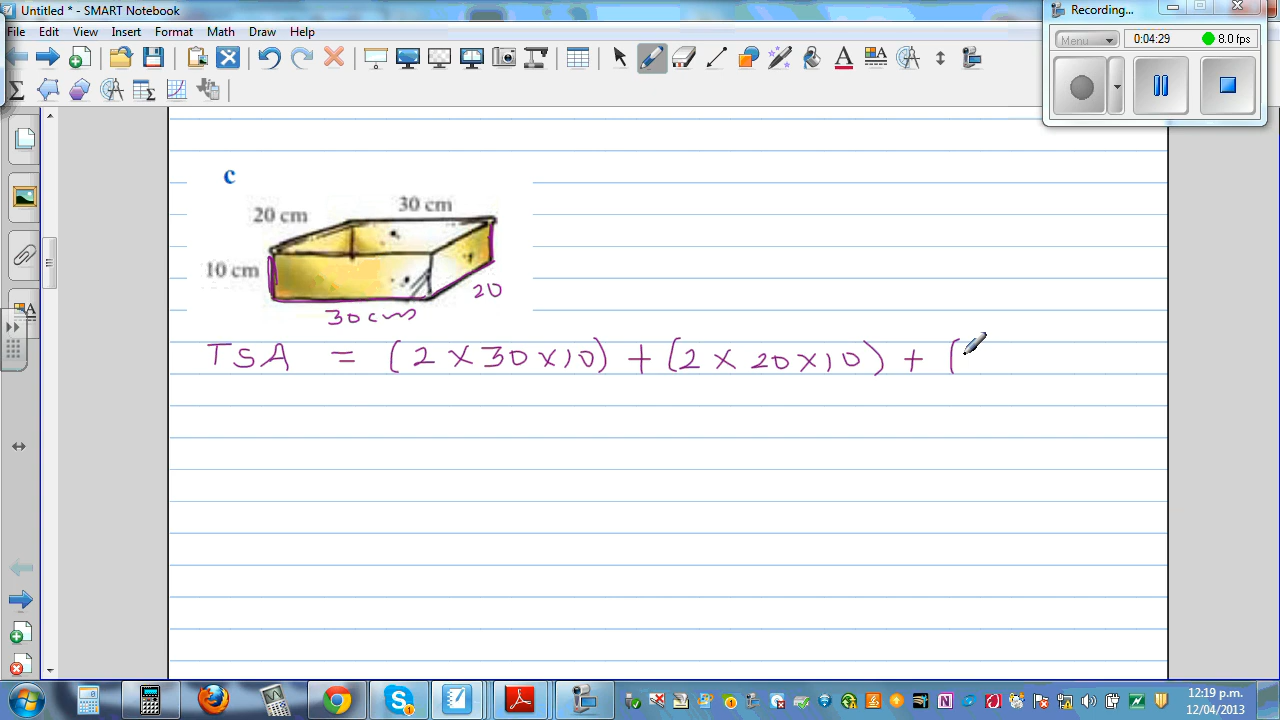 Untitled * - SMART Notebook
Recording...
File Edit View Insert Format Math Draw Help
Menu
0:04:29
8.0 fps
c
30 cm
20 cm
10 cm
20
30 cm
TSA = (2 × 30 × 10) + (2 × 20 × 10) + (
12:19 p.m.
12/04/2013